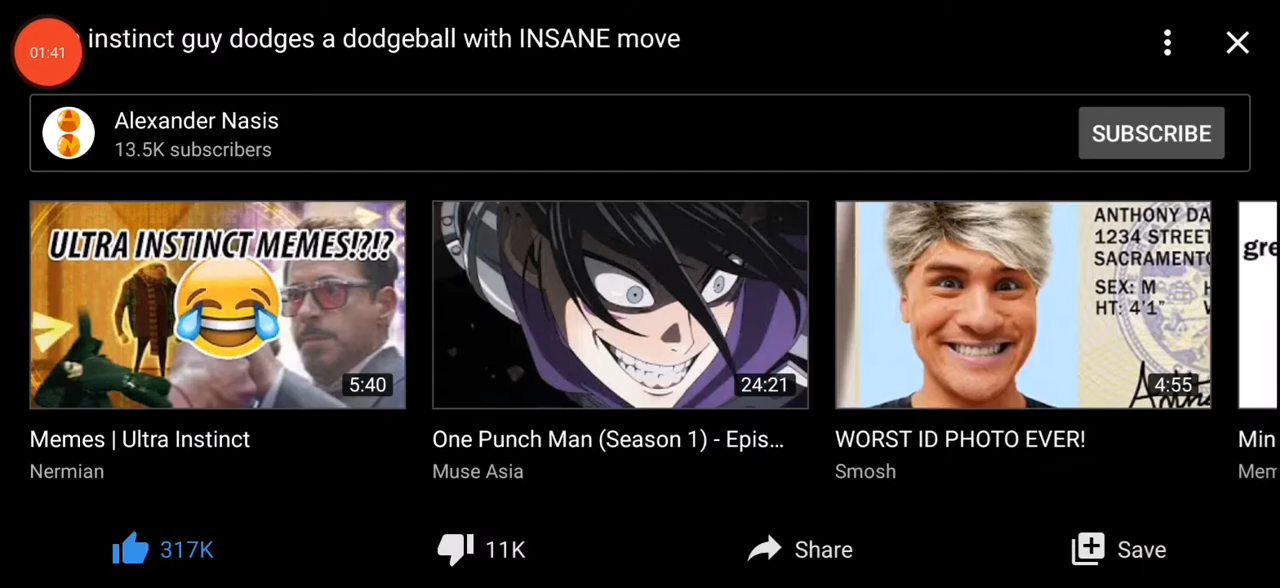 01:41
instinct guy dodges a dodgeball with INSANE move
Alexander Nasis
13.5K subscribers
SUBSCRIBE
ULTRA INSTINCT MEMES!?!?
5:40
24:21
ANTHONY DA
1234 STREET
SACRAMENTO
SEX: M
HT: 4'1"
4:55
gre
Memes | Ultra Instinct
Nermian
One Punch Man (Season 1) - Epis...
Muse Asia
WORST ID PHOTO EVER!
Smosh
Min
Mem
317K
11K
Share
Save